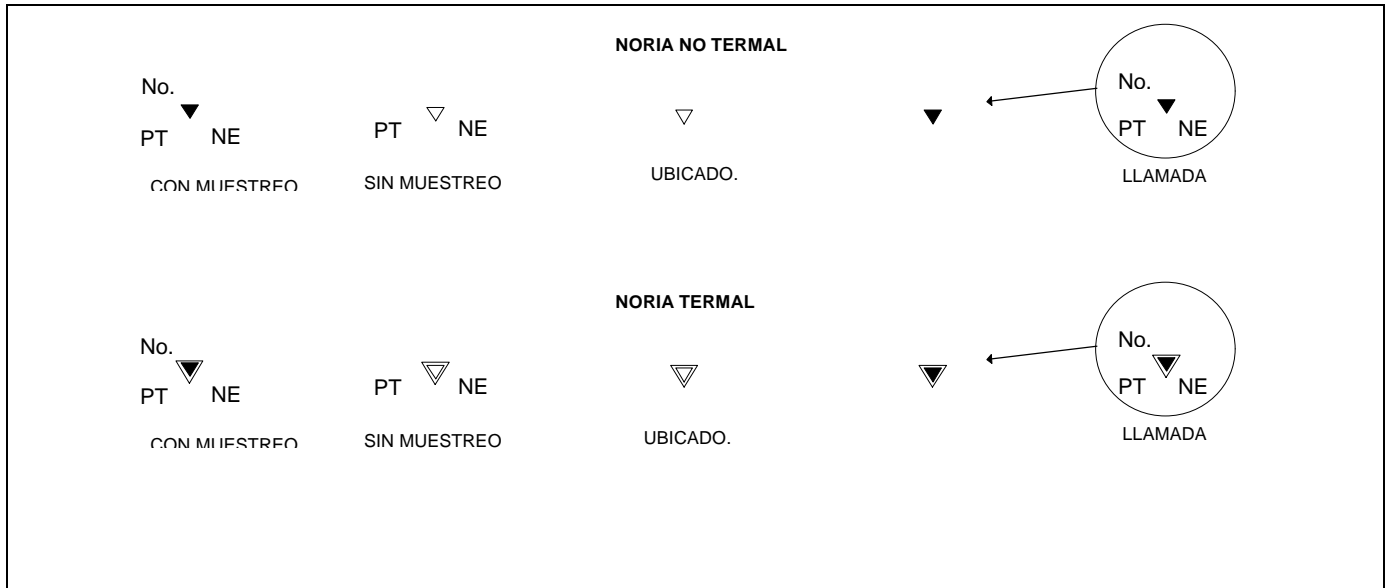 NORIA NO TERMAL
No.
PT NE
CON MUESTREO
PT NE
SIN MUESTREO
UBICADO.
No.
PT NE
LLAMADA
NORIA TERMAL
No.
PT NE
CON MUESTREO
PT NE
SIN MUESTREO
UBICADO.
No.
PT NE
LLAMADA